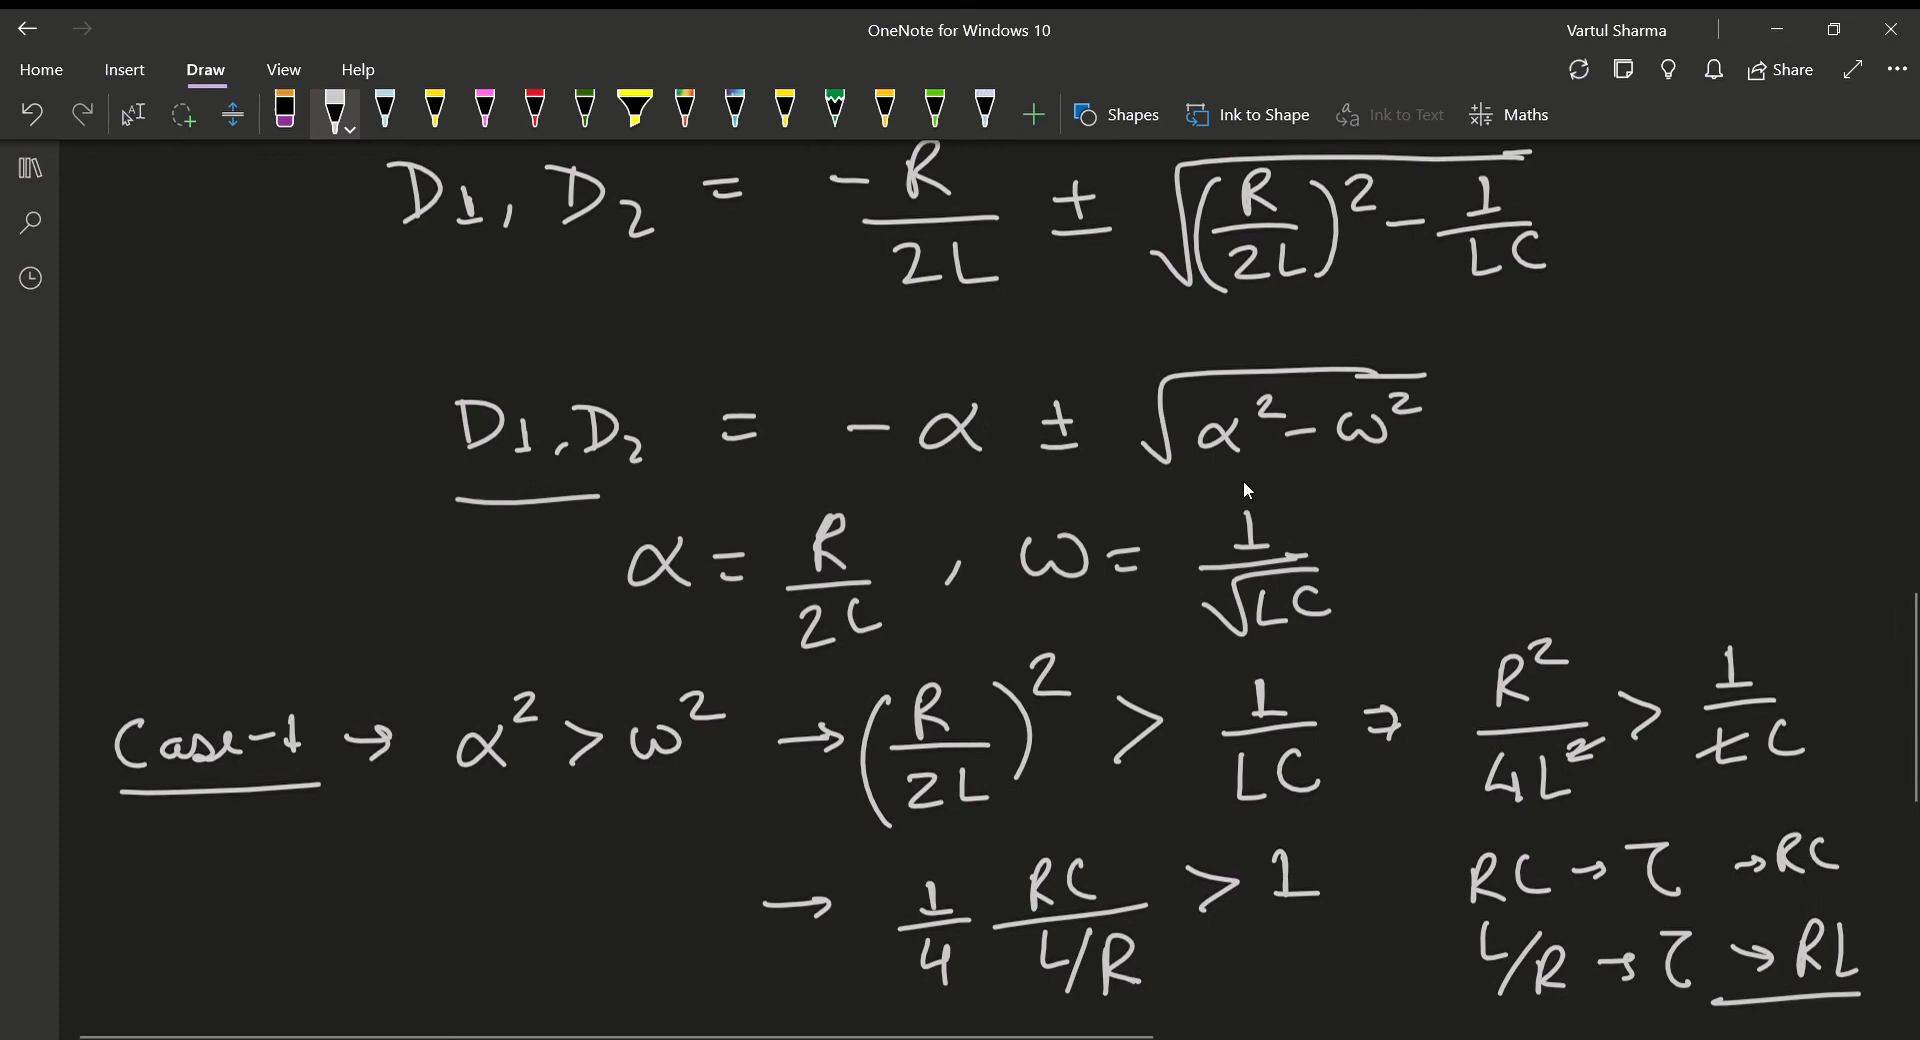 OneNote for Windows 10
Vartul Sharma
Home Insert Draw View Help
Share
Shapes Ink to Shape Ink to Text Maths
D₁, D₂ = -R/2L ± √((R/2L)² - 1/LC)
D₁, D₂ = -α ± √(α² - ω²)
α = R/2L, ω = 1/√LC
Case-1 → α² > ω² → (R/2L)² > 1/LC ⇒ R²/4L² > 1/LC
→ 1/4 RC/(L/R) > 1
RC → τ → RC
L/R → τ → RL